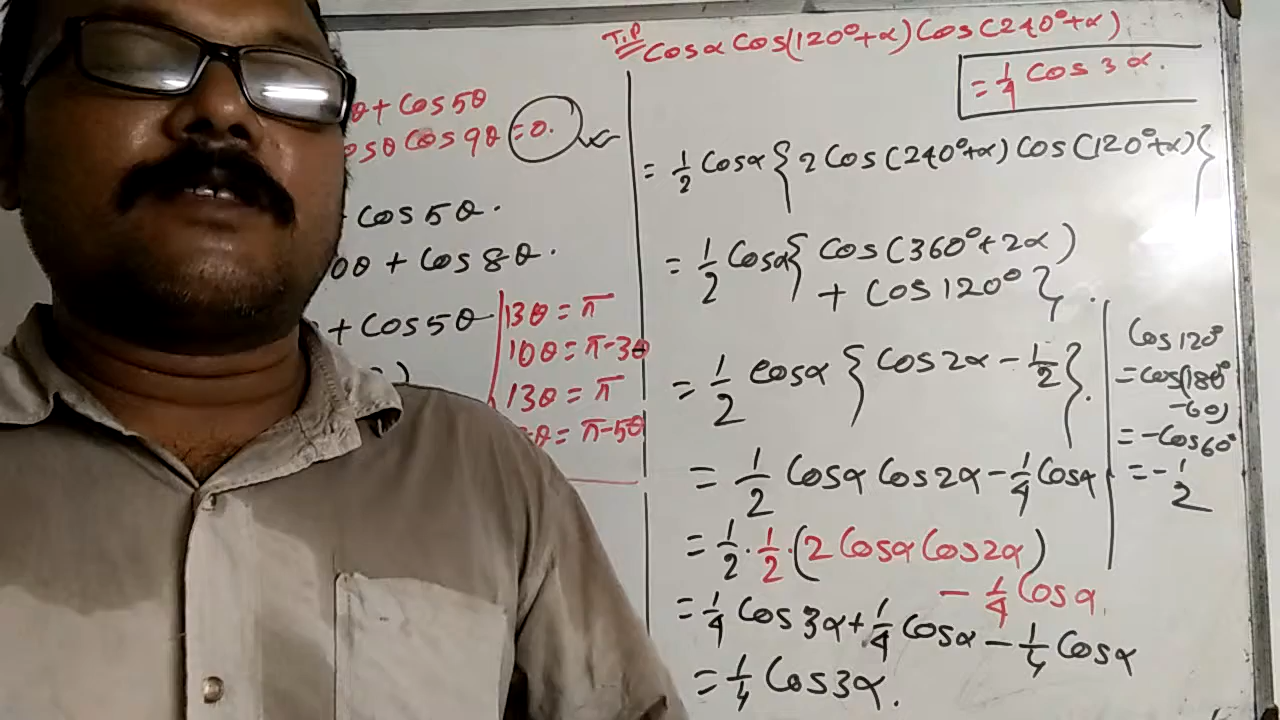 θ + Cos 5θ
osθ Cos 9θ = 0.
Cos 5θ.
0θ + Cos 8θ.
+ Cos 5θ
13θ = π
10θ = π-3θ
13θ = π
θ = π-5θ
T.P Cosα Cos(120°+α) Cos(240°+α)
= 1/4 Cos 3α.
= 1/2 Cosα { 2 Cos(240°+α) Cos(120°+α) }
= 1/2 Cosα { Cos(360°+2α)
+ Cos 120° }.
= 1/2 Cosα { Cos 2α - 1/2 }.
= 1/2 Cosα Cos2α - 1/4 Cosα
= 1/2 . 1/2 . (2 Cosα Cos2α)
- 1/4 Cosα
= 1/4 Cos 3α + 1/4 Cosα - 1/4 Cosα
= 1/4 Cos3α.
Cos 120°
= Cos(180°
-60)
= -Cos 60°
= - 1/2